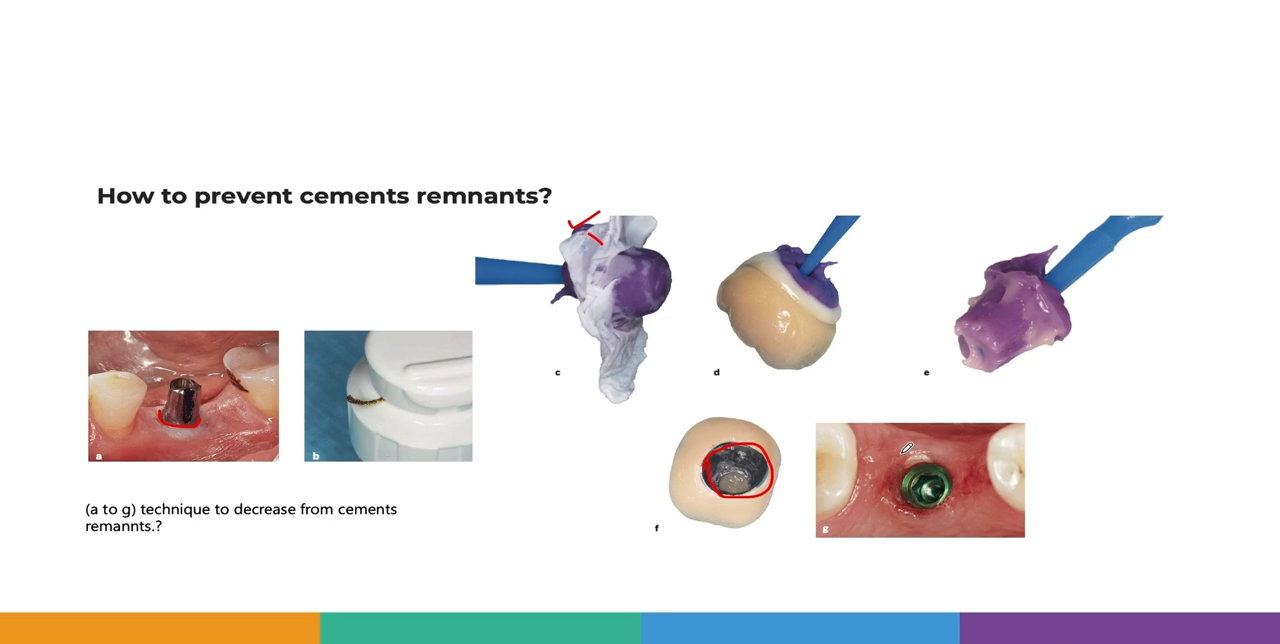 How to prevent cements remnants?
c
d
e
a
b
(a to g) technique to decrease from cements
remannts.?
f
g